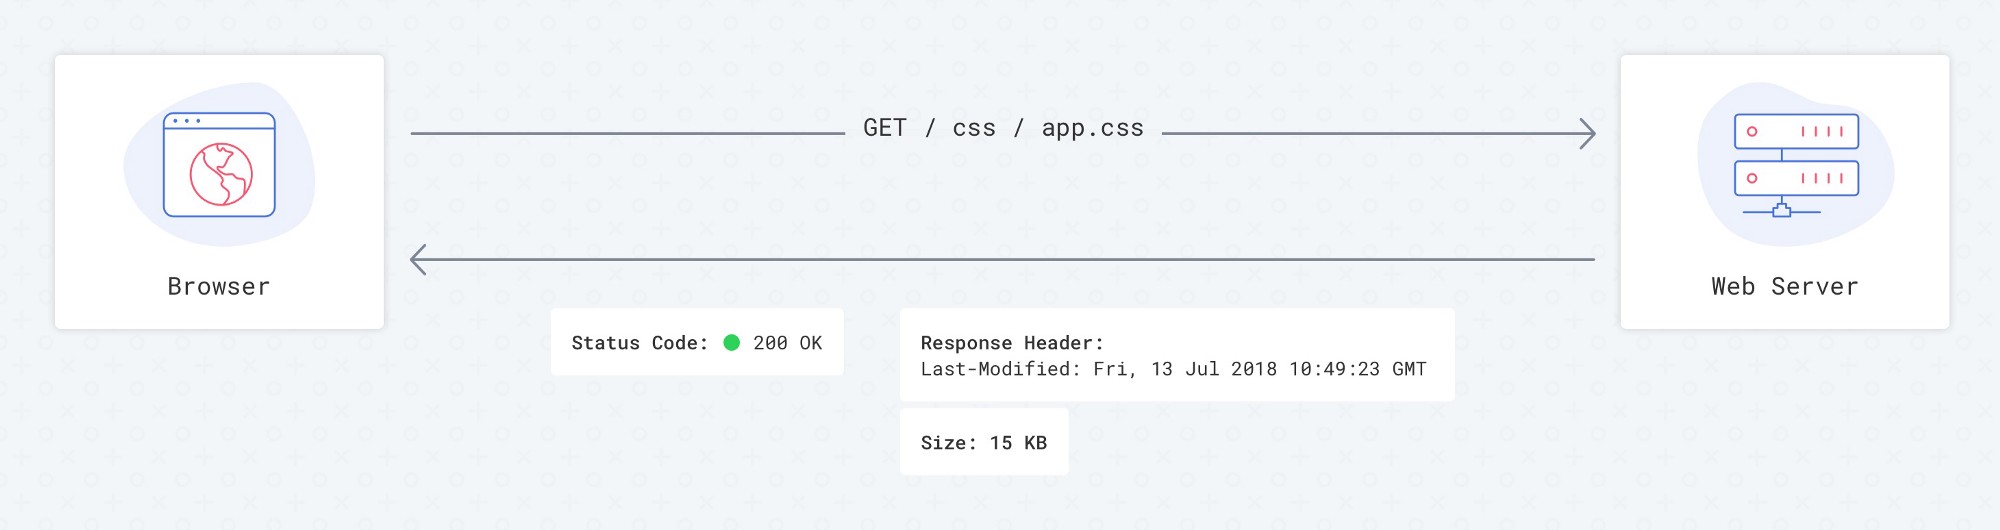 GET / css / app.css
Browser
Web Server
Status Code: 200 OK
Response Header:
Last-Modified: Fri, 13 Jul 2018 10:49:23 GMT
Size: 15 KB